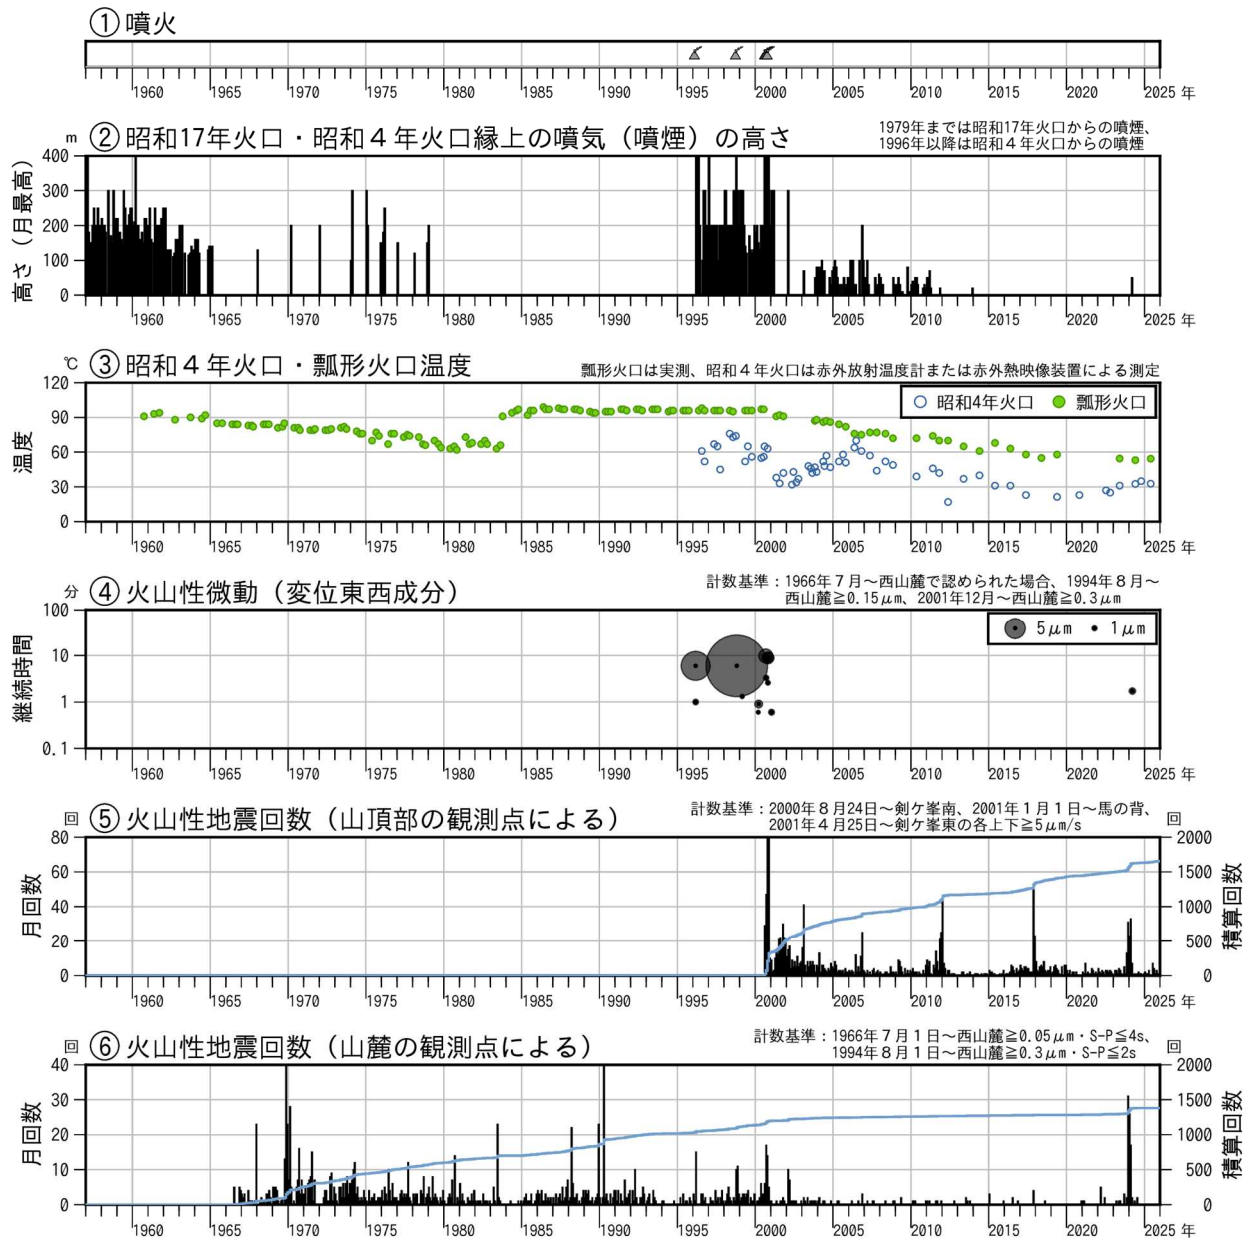 ① 噴火
1960 1965 1970 1975 1980 1985 1990 1995 2000 2005 2010 2015 2020 2025 年
m ② 昭和17年火口・昭和４年火口縁上の噴気（噴煙）の高さ
1979年までは昭和17年火口からの噴煙、
1996年以降は昭和４年火口からの噴煙
高さ（月最高）
400
300
200
100
0
1960 1965 1970 1975 1980 1985 1990 1995 2000 2005 2010 2015 2020 2025 年
℃ ③ 昭和４年火口・瓢形火口温度
瓢形火口は実測、昭和４年火口は赤外放射温度計または赤外熱映像装置による測定
温度
120
90
60
30
0
昭和4年火口 瓢形火口
1960 1965 1970 1975 1980 1985 1990 1995 2000 2005 2010 2015 2020 2025 年
分 ④ 火山性微動（変位東西成分）
計数基準：1966年７月～西山麓で認められた場合、1994年８月～
西山麓≧0.15μm、2001年12月～西山麓≧0.3μm
継続時間
100
10
1
0.1
5μm 1μm
1960 1965 1970 1975 1980 1985 1990 1995 2000 2005 2010 2015 2020 2025 年
回 ⑤ 火山性地震回数（山頂部の観測点による）
計数基準：2000年８月24日～剣ケ峯南、2001年１月１日～馬の背、
2001年４月25日～剣ケ峯東の各上下≧5μm/s
回
月回数
80
60
40
20
0
2000
1500
1000
500
0
積算回数
1960 1965 1970 1975 1980 1985 1990 1995 2000 2005 2010 2015 2020 2025 年
回 ⑥ 火山性地震回数（山麓の観測点による）
計数基準：1966年７月１日～西山麓≧0.05μm・S-P≦4s、
1994年８月１日～西山麓≧0.3μm・S-P≦2s
回
月回数
40
30
20
10
0
2000
1500
1000
500
0
積算回数
1960 1965 1970 1975 1980 1985 1990 1995 2000 2005 2010 2015 2020 2025 年